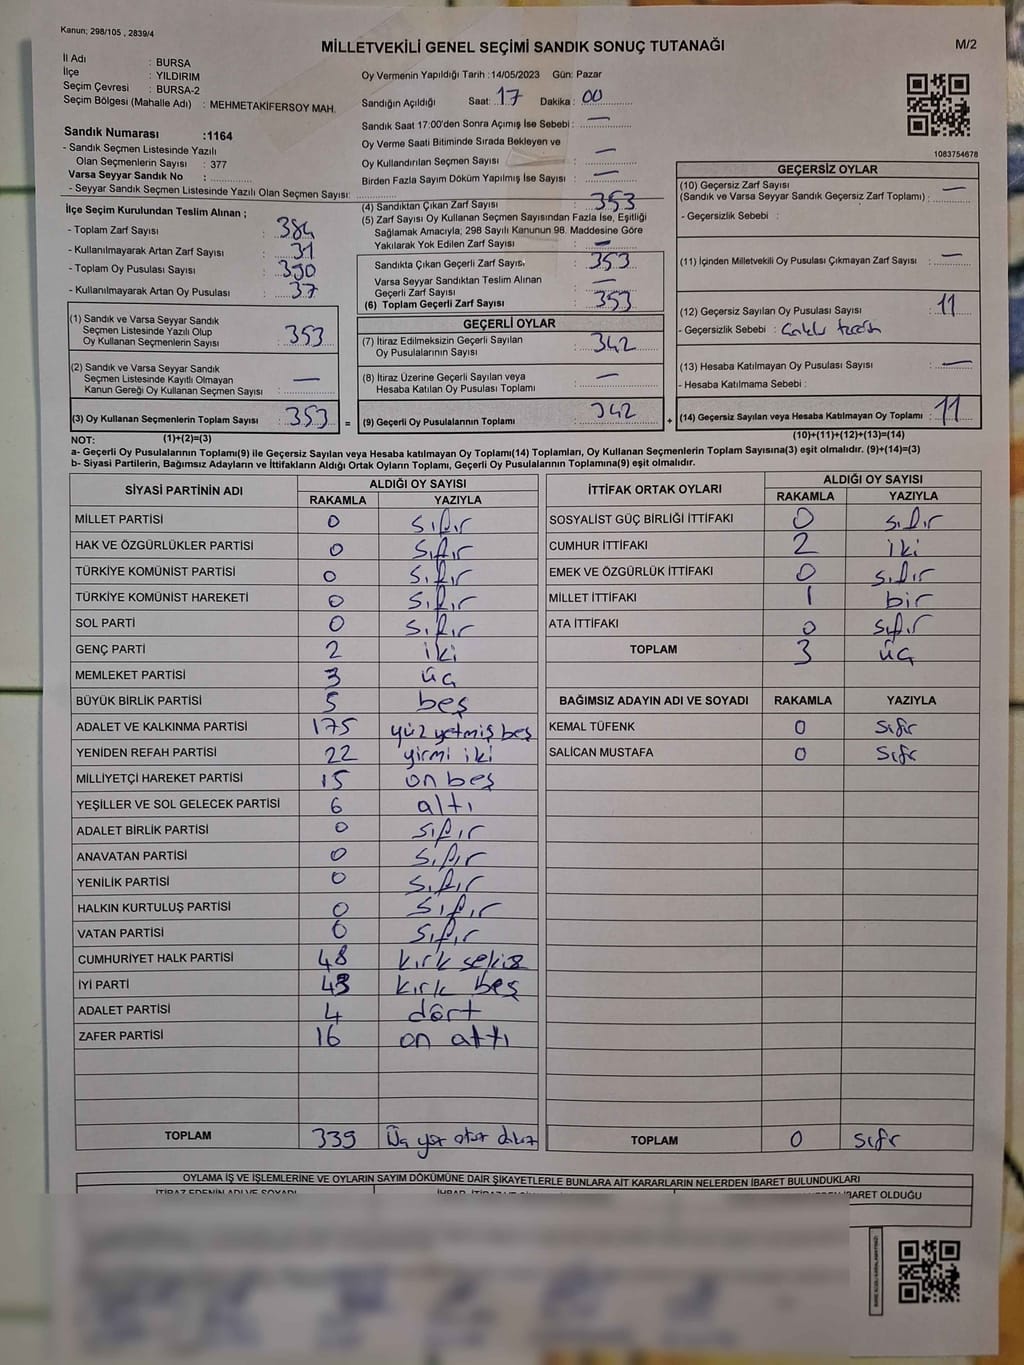 Kanun; 298/105 , 2839/4
MİLLETVEKİLİ GENEL SEÇİMİ SANDIK SONUÇ TUTANAĞI
M/2
İl Adı : BURSA
İlçe : YILDIRIM
Seçim Çevresi : BURSA-2
Seçim Bölgesi (Mahalle Adı) : MEHMETAKİFERSOY MAH.
Sandık Numarası :1164
- Sandık Seçmen Listesinde Yazılı
Olan Seçmenlerin Sayısı : 377
Varsa Seyyar Sandık No :
- Seyyar Sandık Seçmen Listesinde Yazılı Olan Seçmen Sayısı:
Oy Vermenin Yapıldığı Tarih :14/05/2023 Gün: Pazar
Sandığın Açıldığı Saat: 17 Dakika : 00
Sandık Saat 17:00'den Sonra Açımış İse Sebebi : —
Oy Verme Saati Bitiminde Sırada Bekleyen ve
Oy Kullandırılan Seçmen Sayısı : —
Birden Fazla Sayım Döküm Yapılmış İse Sayısı : —
1083754678
İlçe Seçim Kurulundan Teslim Alınan ;
- Toplam Zarf Sayısı : 384
- Kullanılmayarak Artan Zarf Sayısı : 31
- Toplam Oy Pusulası Sayısı : 390
- Kullanılmayarak Artan Oy Pusulası : 37
(4) Sandıktan Çıkan Zarf Sayısı : 353
(5) Zarf Sayısı Oy Kullanan Seçmen Sayısından Fazla İse, Eşitliği
Sağlamak Amacıyla, 298 Sayılı Kanunun 98. Maddesine Göre
Yakılarak Yok Edilen Zarf Sayısı : —
Sandıkta Çıkan Geçerli Zarf Sayısı : 353
Varsa Seyyar Sandıktan Teslim Alınan
Geçerli Zarf Sayısı : —
(6) Toplam Geçerli Zarf Sayısı : 353
GEÇERSİZ OYLAR
(10) Geçersiz Zarf Sayısı
(Sandık ve Varsa Seyyar Sandık Geçersiz Zarf Toplamı) : —
- Geçersizlik Sebebi :
(11) İçinden Milletvekili Oy Pusulası Çıkmayan Zarf Sayısı : —
(12) Geçersiz Sayılan Oy Pusulası Sayısı : 11
- Geçersizlik Sebebi :
(13) Hesaba Katılmayan Oy Pusulası Sayısı : —
- Hesaba Katılmama Sebebi :
(14) Geçersiz Sayılan veya Hesaba Katılmayan Oy Toplamı : 11
(1) Sandık ve Varsa Seyyar Sandık
Seçmen Listesinde Yazılı Olup
Oy Kullanan Seçmenlerin Sayısı : 353
(2) Sandık ve Varsa Seyyar Sandık
Seçmen Listesinde Kayıtlı Olmayan
Kanun Gereği Oy Kullanan Seçmen Sayısı : —
(3) Oy Kullanan Seçmenlerin Toplam Sayısı : 353 =
GEÇERLİ OYLAR
(7) İtiraz Edilmeksizin Geçerli Sayılan
Oy Pusulalarının Sayısı : 342
(8) İtiraz Üzerine Geçerli Sayılan veya
Hesaba Katılan Oy Pusulası Toplamı : —
(9) Geçerli Oy Pusulalarının Toplamı : 342 +
NOT: (1)+(2)=(3)
(10)+(11)+(12)+(13)=(14)
a- Geçerli Oy Pusulalarının Toplamı(9) ile Geçersiz Sayılan veya Hesaba katılmayan Oy Toplamı(14) Toplamları, Oy Kullanan Seçmenlerin Toplam Sayısına(3) eşit olmalıdır. (9)+(14)=(3)
b- Siyasi Partilerin, Bağımsız Adayların ve İttifakların Aldığı Ortak Oyların Toplamı, Geçerli Oy Pusulalarının Toplamına(9) eşit olmalıdır.
SİYASİ PARTİNİN ADI ALDIĞI OY SAYISI
RAKAMLA YAZIYLA
MİLLET PARTİSİ 0 sıfır
HAK VE ÖZGÜRLÜKLER PARTİSİ 0 sıfır
TÜRKİYE KOMÜNİST PARTİSİ 0 sıfır
TÜRKİYE KOMÜNİST HAREKETİ 0 sıfır
SOL PARTİ 0 sıfır
GENÇ PARTİ 2 iki
MEMLEKET PARTİSİ 3 üç
BÜYÜK BİRLİK PARTİSİ 5 beş
ADALET VE KALKINMA PARTİSİ 175 yüz yetmiş beş
YENİDEN REFAH PARTİSİ 22 yirmi iki
MİLLİYETÇİ HAREKET PARTİSİ 15 on beş
YEŞİLLER VE SOL GELECEK PARTİSİ 6 altı
ADALET BİRLİK PARTİSİ 0 sıfır
ANAVATAN PARTİSİ 0 sıfır
YENİLİK PARTİSİ 0 sıfır
HALKIN KURTULUŞ PARTİSİ 0 sıfır
VATAN PARTİSİ 0 sıfır
CUMHURİYET HALK PARTİSİ 48 kırk sekiz
İYİ PARTİ 43 kırk beş
ADALET PARTİSİ 4 dört
ZAFER PARTİSİ 16 on altı
TOPLAM 339 Üç yüz otuz dokuz
İTTİFAK ORTAK OYLARI ALDIĞI OY SAYISI
RAKAMLA YAZIYLA
SOSYALİST GÜÇ BİRLİĞİ İTTİFAKI 0 sıfır
CUMHUR İTTİFAKI 2 iki
EMEK VE ÖZGÜRLÜK İTTİFAKI 0 sıfır
MİLLET İTTİFAKI 1 bir
ATA İTTİFAKI 0 sıfır
TOPLAM 3 üç
BAĞIMSIZ ADAYIN ADI VE SOYADI RAKAMLA YAZIYLA
KEMAL TÜFENK 0 sıfır
SALİCAN MUSTAFA 0 sıfır
TOPLAM 0 sıfır
OYLAMA İŞ VE İŞLEMLERİNE VE OYLARIN SAYIM DÖKÜMÜNE DAİR ŞİKAYETLERLE BUNLARA AİT KARARLARIN NELERDEN İBARET BULUNDUKLARI
İTİRAZ EDENİN ADI VE SOYADI
İBARET OLDUĞU